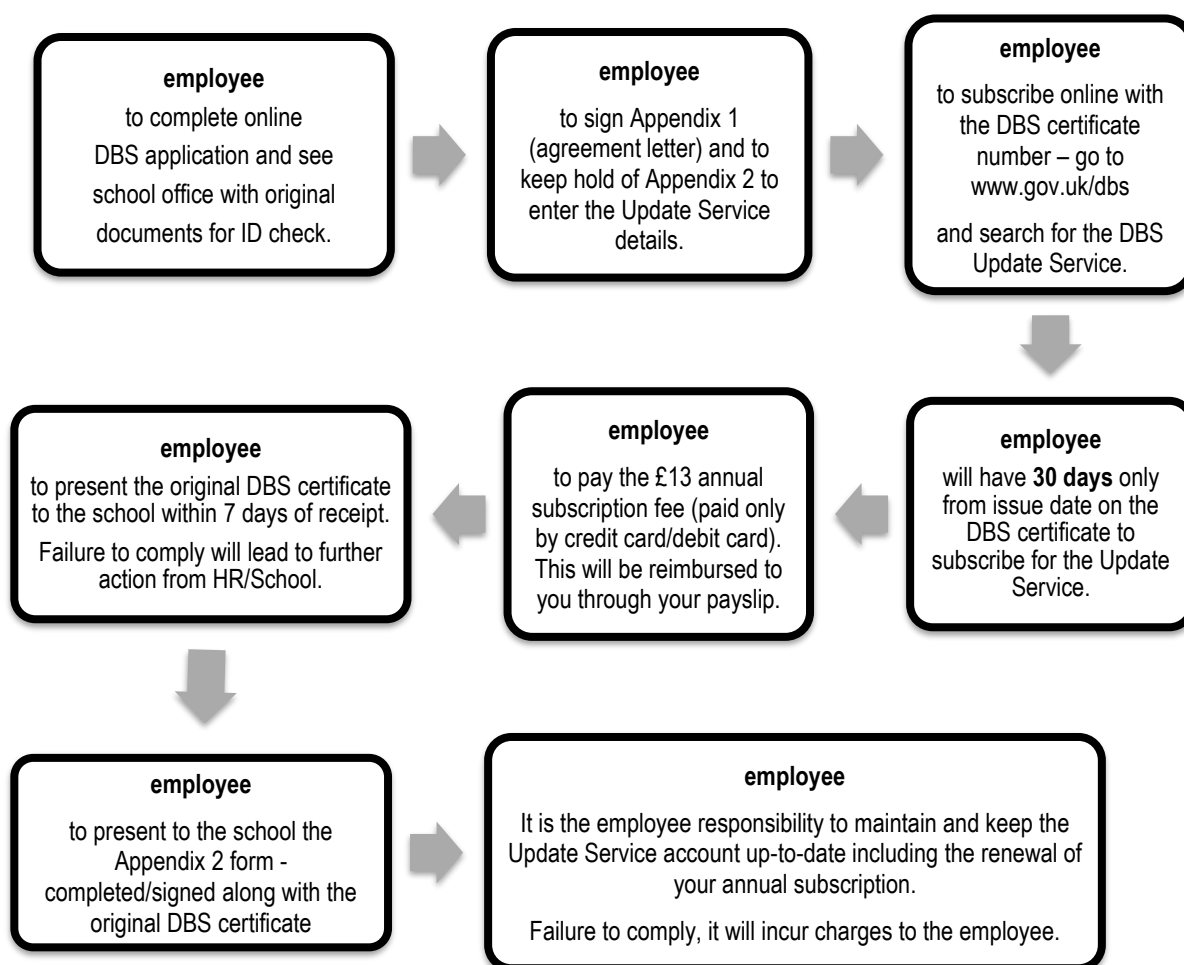 employee
to complete online
DBS application and see
school office with original
documents for ID check.
employee
to sign Appendix 1
(agreement letter) and to
keep hold of Appendix 2 to
enter the Update Service
details.
employee
to subscribe online with
the DBS certificate
number – go to
www.gov.uk/dbs
and search for the DBS
Update Service.
employee
will have 30 days only
from issue date on the
DBS certificate to
subscribe for the Update
Service.
employee
to pay the £13 annual
subscription fee (paid only
by credit card/debit card).
This will be reimbursed to
you through your payslip.
employee
to present the original DBS certificate
to the school within 7 days of receipt.
Failure to comply will lead to further
action from HR/School.
employee
to present to the school the
Appendix 2 form -
completed/signed along with the
original DBS certificate
employee
It is the employee responsibility to maintain and keep the
Update Service account up-to-date including the renewal of
your annual subscription.
Failure to comply, it will incur charges to the employee.